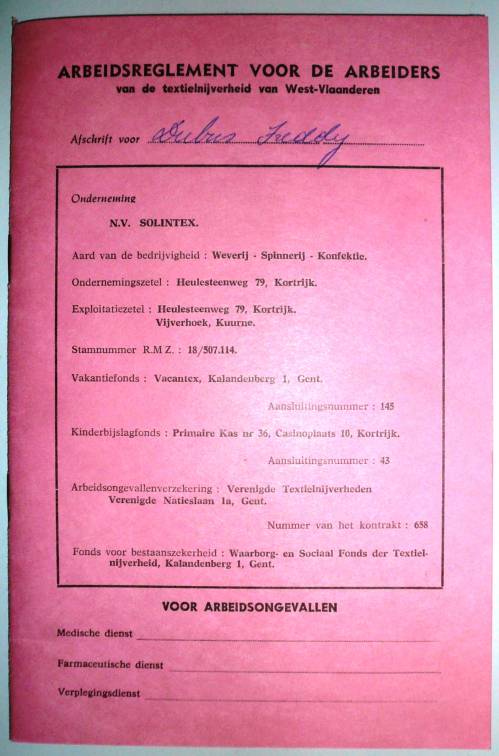 ARBEIDSREGLEMENT VOOR DE ARBEIDERS
van de textielnijverheid van West-Vlaanderen
Afschrift voor Dubus Freddy
Onderneming
N.V. SOLINTEX.
Aard van de bedrijvigheid : Weverij - Spinnerij - Konfektie.
Ondernemingszetel : Heulesteenweg 79, Kortrijk.
Exploitatiezetel : Heulesteenweg 79, Kortrijk.
Vijverhoek, Kuurne.
Stamnummer R.M.Z. : 18/507.114.
Vakantiefonds : Vacantex, Kalandenberg 1, Gent.
Aansluitingsnummer : 145
Kinderbijslagfonds : Primaire Kas nr 36, Casinoplaats 10, Kortrijk.
Aansluitingsnummer : 43
Arbeidsongevallenverzekering : Verenigde Textielnijverheden
Verenigde Natieslaan 1a, Gent.
Nummer van het kontrakt : 658
Fonds voor bestaanszekerheid : Waarborg- en Sociaal Fonds der Textiel-
nijverheid, Kalandenberg 1, Gent.
VOOR ARBEIDSONGEVALLEN
Medische dienst
Farmaceutische dienst
Verplegingsdienst